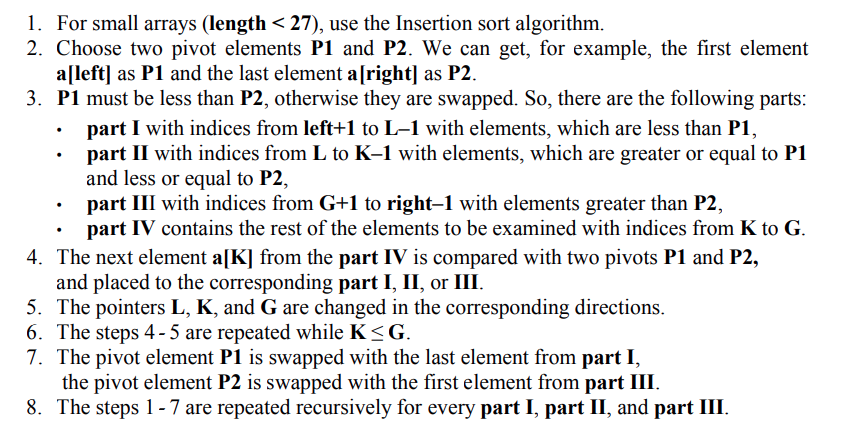 1. For small arrays (length < 27), use the Insertion sort algorithm.
2. Choose two pivot elements P1 and P2. We can get, for example, the first element
a[left] as P1 and the last element a[right] as P2.
3. P1 must be less than P2, otherwise they are swapped. So, there are the following parts:
· part I with indices from left+1 to L–1 with elements, which are less than P1,
· part II with indices from L to K–1 with elements, which are greater or equal to P1
and less or equal to P2,
· part III with indices from G+1 to right–1 with elements greater than P2,
· part IV contains the rest of the elements to be examined with indices from K to G.
4. The next element a[K] from the part IV is compared with two pivots P1 and P2,
and placed to the corresponding part I, II, or III.
5. The pointers L, K, and G are changed in the corresponding directions.
6. The steps 4 - 5 are repeated while K ≤ G.
7. The pivot element P1 is swapped with the last element from part I,
the pivot element P2 is swapped with the first element from part III.
8. The steps 1 - 7 are repeated recursively for every part I, part II, and part III.